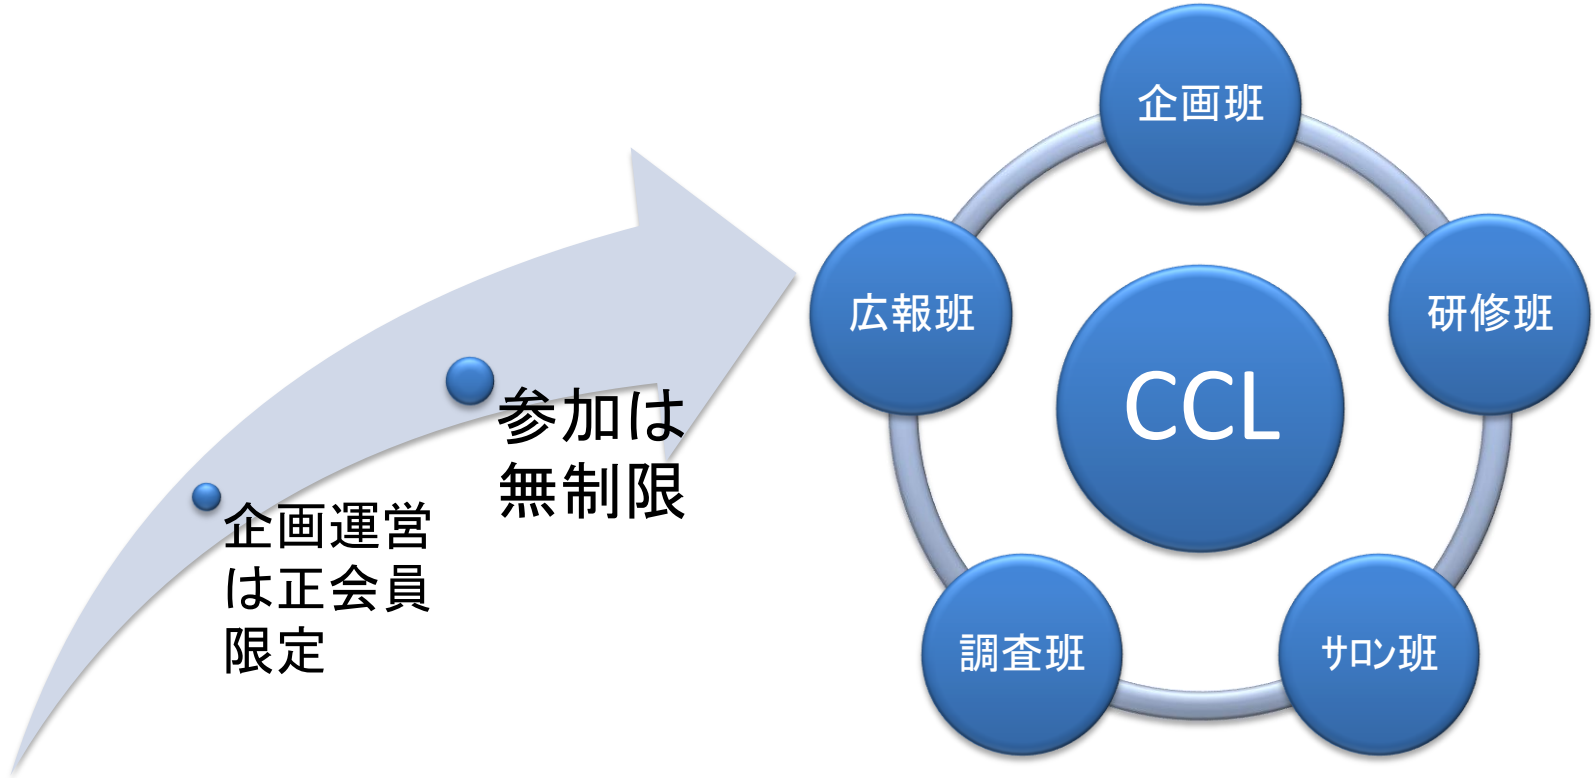 企画運営
は正会員
限定
参加は
無制限
企画班
広報班
研修班
CCL
調査班
ｻﾛﾝ班